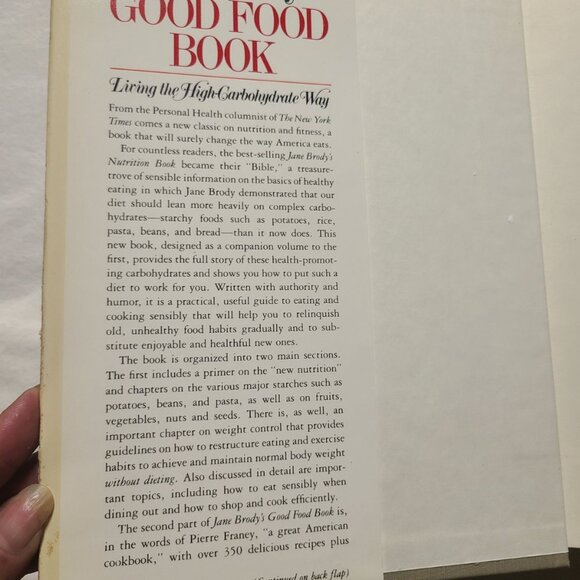 GOOD FOOD
BOOK
Living the High-Carbohydrate Way
From the Personal Health columnist of The New York
Times comes a new classic on nutrition and fitness, a
book that will surely change the way America eats.
For countless readers, the best-selling Jane Brody's
Nutrition Book became their "Bible," a treasure-
trove of sensible information on the basics of healthy
eating in which Jane Brody demonstrated that our
diet should lean more heavily on complex carbo-
hydrates—starchy foods such as potatoes, rice,
pasta, beans, and bread—than it now does. This
new book, designed as a companion volume to the
first, provides the full story of these health-promot-
ing carbohydrates and shows you how to put such a
diet to work for you. Written with authority and
humor, it is a practical, useful guide to eating and
cooking sensibly that will help you to relinquish
old, unhealthy food habits gradually and to sub-
stitute enjoyable and healthful new ones.
The book is organized into two main sections.
The first includes a primer on the "new nutrition"
and chapters on the various major starches such as
potatoes, beans, and pasta, as well as on fruits,
vegetables, nuts and seeds. There is, as well, an
important chapter on weight control that provides
guidelines on how to restructure eating and exercise
habits to achieve and maintain normal body weight
without dieting. Also discussed in detail are impor-
tant topics, including how to eat sensibly when
dining out and how to shop and cook efficiently.
The second part of Jane Brody's Good Food Book is,
in the words of Pierre Franey, "a great American
cookbook," with over 350 delicious recipes plus
(Continued on back flap)